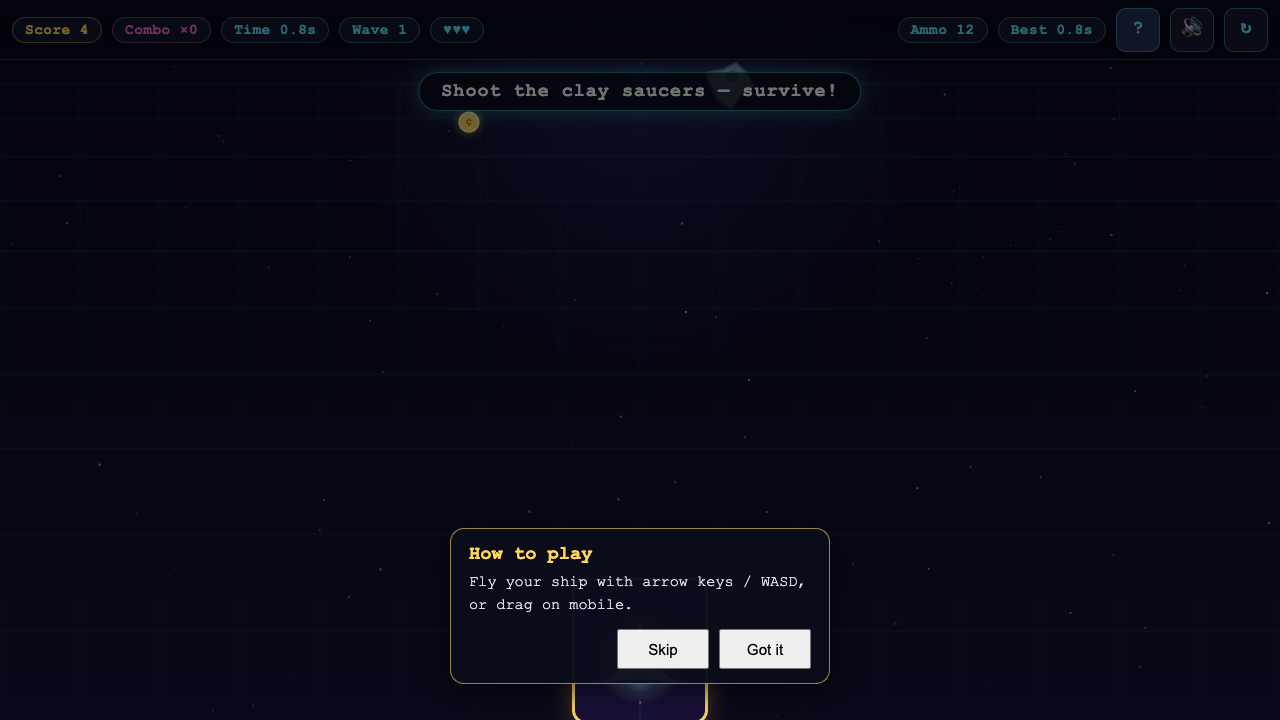 Score 4
Combo ×0
Time 0.8s
Wave 1
♥♥♥
Ammo 12
Best 0.8s
?
↻
Shoot the clay saucers — survive!
¢
How to play
Fly your ship with arrow keys / WASD,
or drag on mobile.
Skip
Got it